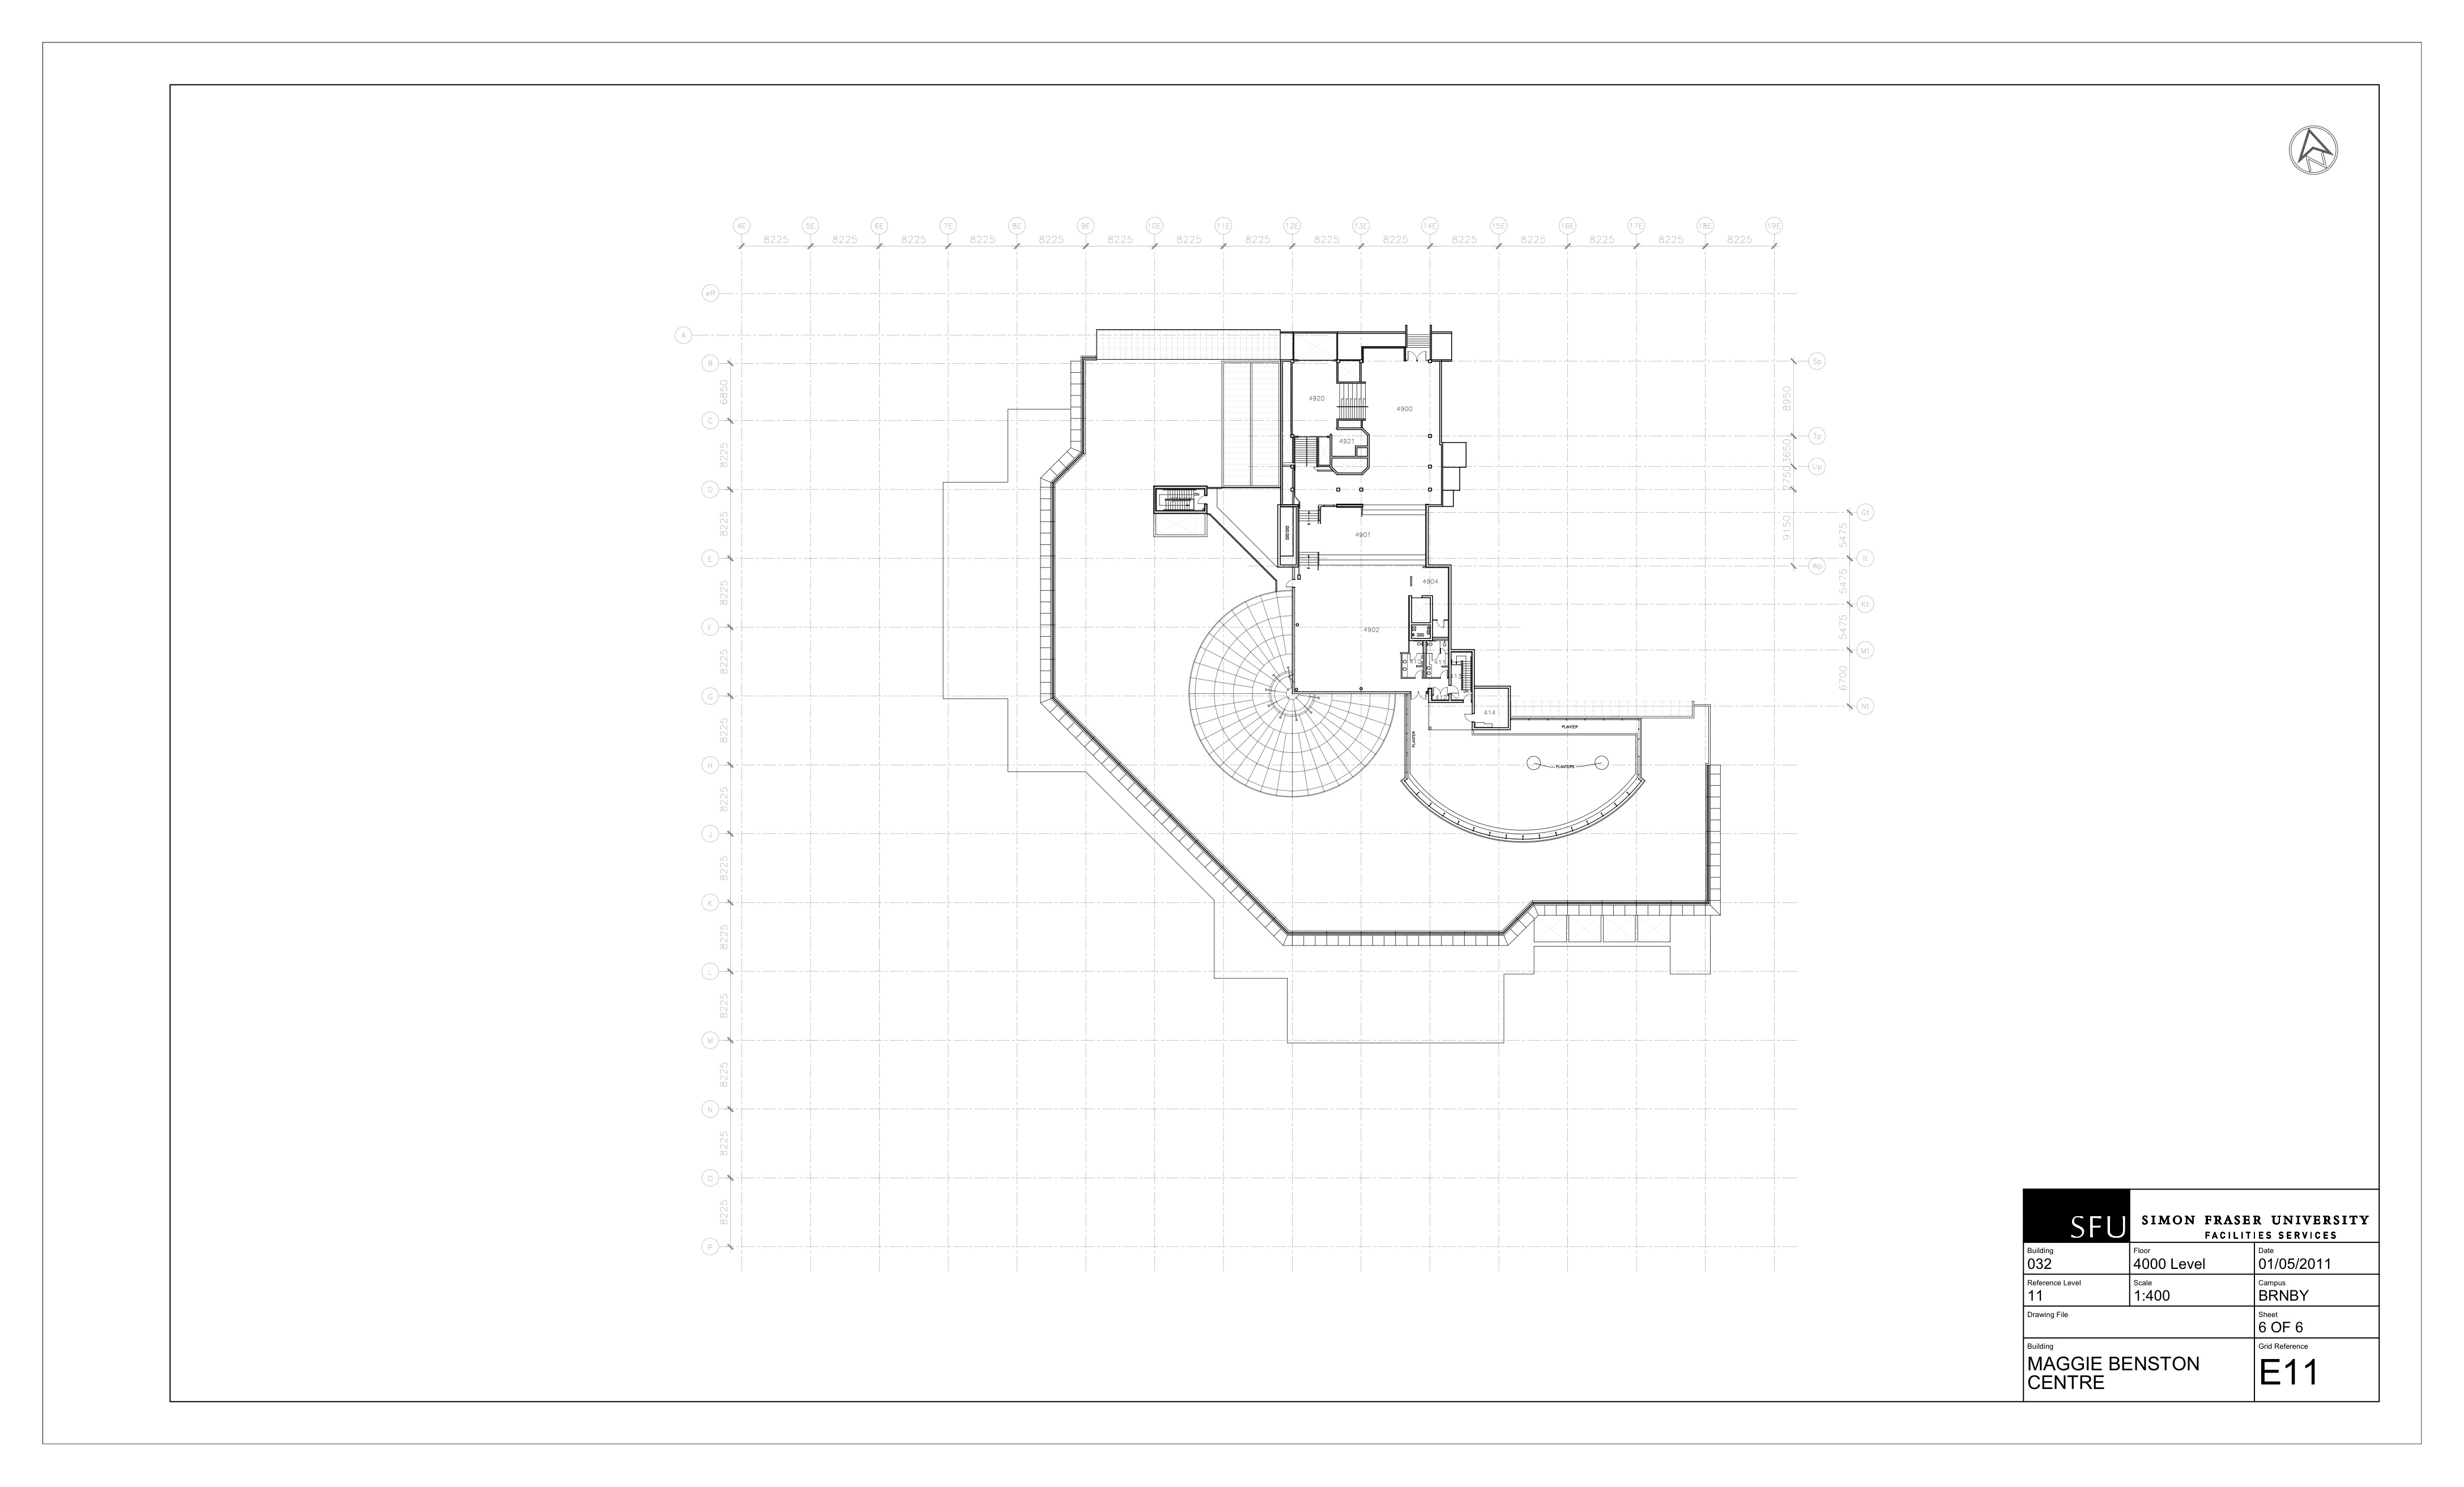 4E 5E 6E 7E 8E 9E 10E 11E 12E 13E 14E 15E 16E 17E 18E 19E
8225 8225 8225 8225 8225 8225 8225 8225 8225 8225 8225 8225 8225 8225 8225
eR
A
B
Sp
6850
8950
4920
4900
C
Tp
4921
8225
3650
Up
2750
D
DN
Gt
8225
9150
4901
5475
E
It
Wp
4904
8225
5475
Kt
F
4902
8225
5475
Mt
413
6700
G
Nt
414
PLANTER
8225
PLANTER
H
PLANTERS
8225
J
8225
K
8225
L
8225
M
8225
N
8225
O
8225
P
SFU
SIMON FRASER UNIVERSITY
FACILITIES SERVICES
Building
032
Floor
4000 Level
Date
01/05/2011
Reference Level
11
Scale
1:400
Campus
BRNBY
Drawing File
Sheet
6 OF 6
Building
MAGGIE BENSTON
CENTRE
Grid Reference
E11